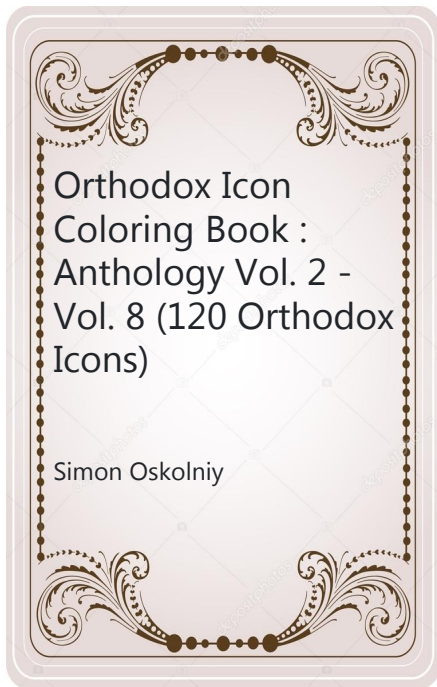 Orthodox Icon
Coloring Book :
Anthology Vol. 2 -
Vol. 8 (120 Orthodox
Icons)
Simon Oskolniy